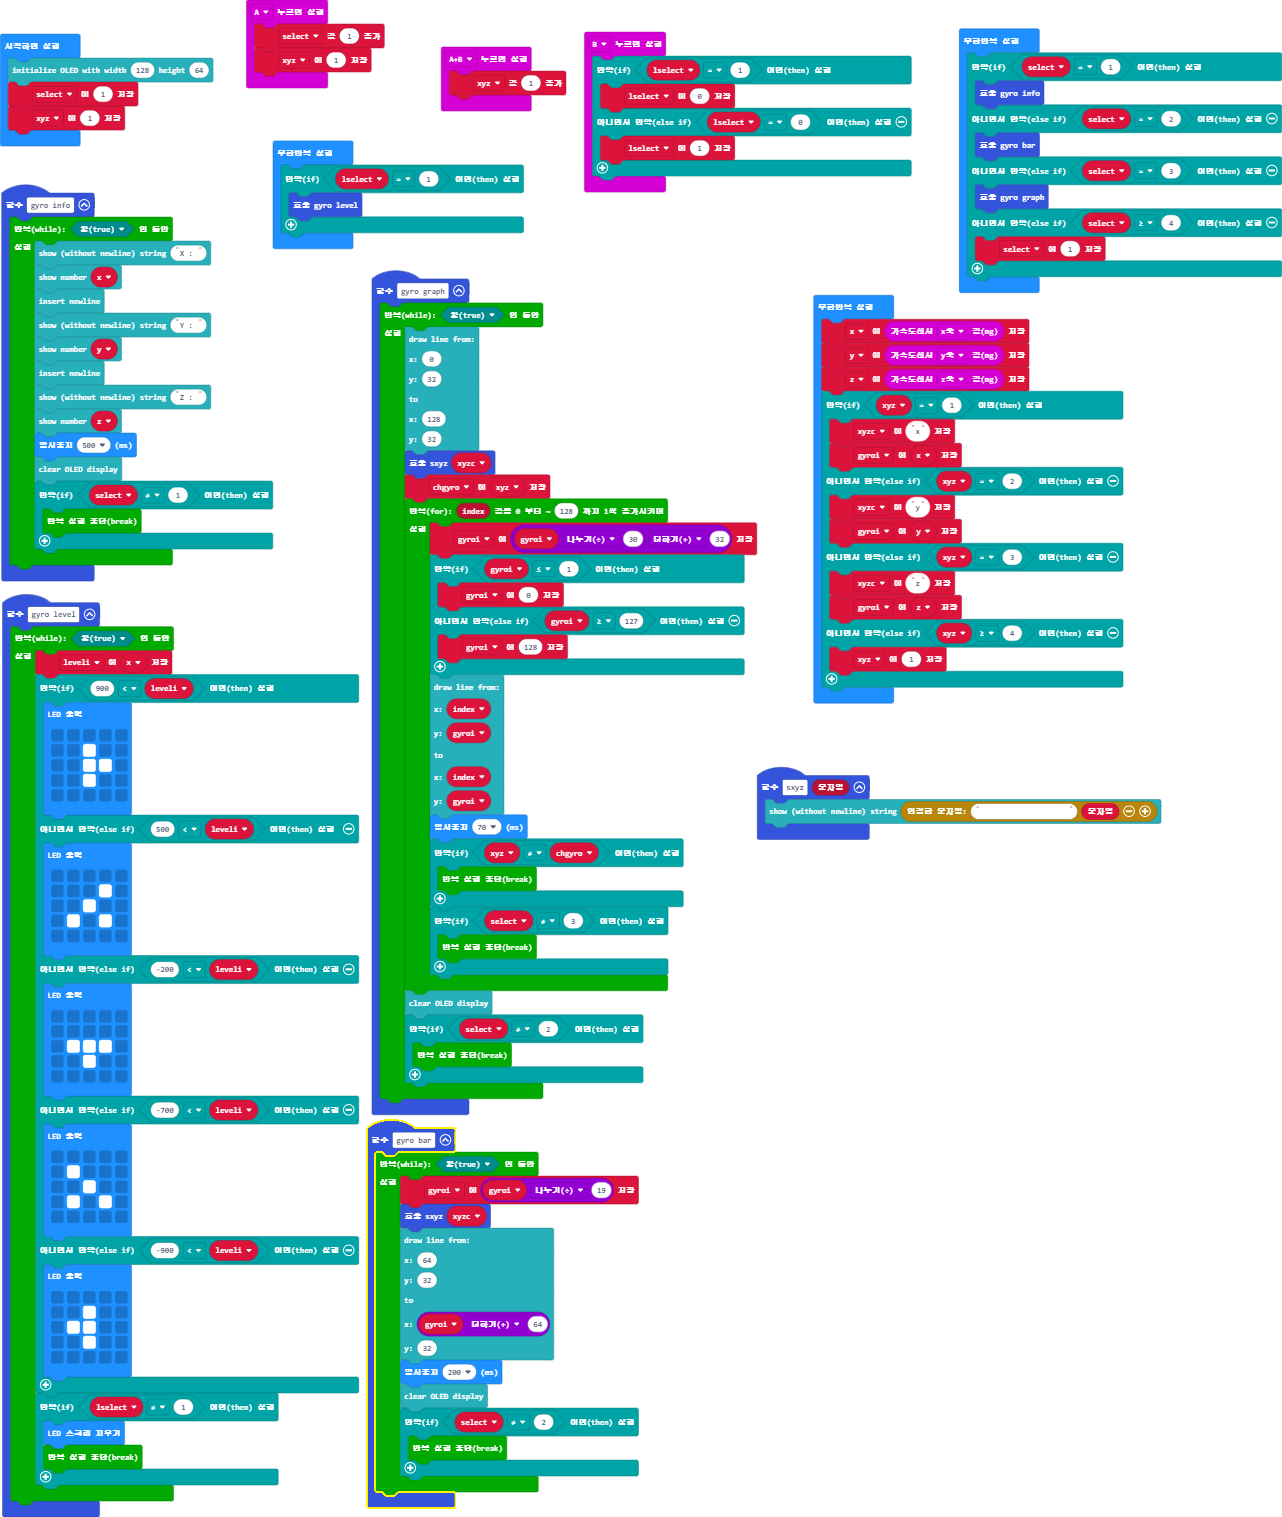 시작하면 실행
initialize OLED with width 128 height 64
select 에 1 저장
xyz 에 1 저장
A 누르면 실행
select 값 1 증가
xyz 에 1 저장
A+B 누르면 실행
xyz 값 1 증가
B 누르면 실행
만약(if) lselect = 1 이면(then) 실행
lselect 에 0 저장
아니면서 만약(else if) lselect = 0 이면(then) 실행
lselect 에 1 저장
무한반복 실행
만약(if) select = 1 이면(then) 실행
호출 gyro info
아니면서 만약(else if) select = 2 이면(then) 실행
호출 gyro bar
아니면서 만약(else if) select = 3 이면(then) 실행
호출 gyro graph
아니면서 만약(else if) select ≥ 4 이면(then) 실행
select 에 1 저장
무한반복 실행
만약(if) lselect = 1 이면(then) 실행
호출 gyro level
함수 gyro info
반복(while): 참(true) 인 동안
실행
show (without newline) string "X : "
show number x
insert newline
show (without newline) string "Y : "
show number y
insert newline
show (without newline) string "Z : "
show number z
일시중지 500 (ms)
clear OLED display
만약(if) select ≠ 1 이면(then) 실행
반복 실행 중단(break)
함수 gyro level
반복(while): 참(true) 인 동안
실행
leveli 에 x 저장
만약(if) 900 < leveli 이면(then) 실행
LED 출력
아니면서 만약(else if) 500 < leveli 이면(then) 실행
LED 출력
아니면서 만약(else if) -200 < leveli 이면(then) 실행
LED 출력
아니면서 만약(else if) -700 < leveli 이면(then) 실행
LED 출력
아니면서 만약(else if) -900 < leveli 이면(then) 실행
LED 출력
만약(if) lselect ≠ 1 이면(then) 실행
LED 스크린 지우기
반복 실행 중단(break)
함수 gyro graph
반복(while): 참(true) 인 동안
실행
draw line from:
x: 0
y: 32
to
x: 128
y: 32
호출 sxyz xyzc
chgyro 에 xyz 저장
반복(for): index 값을 0 부터 ~ 128 까지 1씩 증가시키며
실행
gyroi 에 gyroi 나누기(÷) 30 더하기(+) 32 저장
만약(if) gyroi ≤ 1 이면(then) 실행
gyroi 에 0 저장
아니면서 만약(else if) gyroi ≥ 127 이면(then) 실행
gyroi 에 128 저장
draw line from:
x: index
y: gyroi
to
x: index
y: gyroi
일시중지 70 (ms)
만약(if) xyz ≠ chgyro 이면(then) 실행
반복 실행 중단(break)
만약(if) select ≠ 3 이면(then) 실행
반복 실행 중단(break)
clear OLED display
만약(if) select ≠ 2 이면(then) 실행
반복 실행 중단(break)
함수 gyro bar
반복(while): 참(true) 인 동안
실행
gyroi 에 gyroi 나누기(÷) 19 저장
호출 sxyz xyzc
draw line from:
x: 64
y: 32
to
x: gyroi 더하기(+) 64
y: 32
일시중지 200 (ms)
clear OLED display
만약(if) select ≠ 2 이면(then) 실행
반복 실행 중단(break)
무한반복 실행
x 에 가속도센서 x축 값(mg) 저장
y 에 가속도센서 y축 값(mg) 저장
z 에 가속도센서 z축 값(mg) 저장
만약(if) xyz = 1 이면(then) 실행
xyzc 에 "x" 저장
gyroi 에 x 저장
아니면서 만약(else if) xyz = 2 이면(then) 실행
xyzc 에 "y" 저장
gyroi 에 y 저장
아니면서 만약(else if) xyz = 3 이면(then) 실행
xyzc 에 "z" 저장
gyroi 에 z 저장
아니면서 만약(else if) xyz ≥ 4 이면(then) 실행
xyz 에 1 저장
함수 sxyz 문자열
show (without newline) string 연결한 문자열: " " 문자열